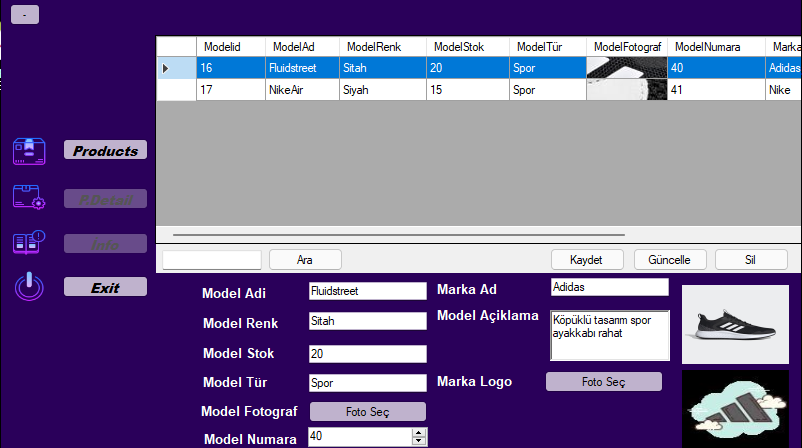 -
Modelid ModelAd ModelRenk ModelStok ModelTür ModelFotograf ModelNumara Marka
16 Fluidstreet Sitah 20 Spor 40 Adidas
17 NikeAir Siyah 15 Spor 41 Nike
Products
P.Detail
Info
Exit
Ara Kaydet Güncelle Sil
Model Adi Fluidstreet Marka Ad Adidas
Model Renk Sitah Model Açiklama Köpüklü tasarım spor
ayakkabı rahat
Model Stok 20
Model Tür Spor Marka Logo Foto Seç
Model Fotograf Foto Seç
Model Numara 40